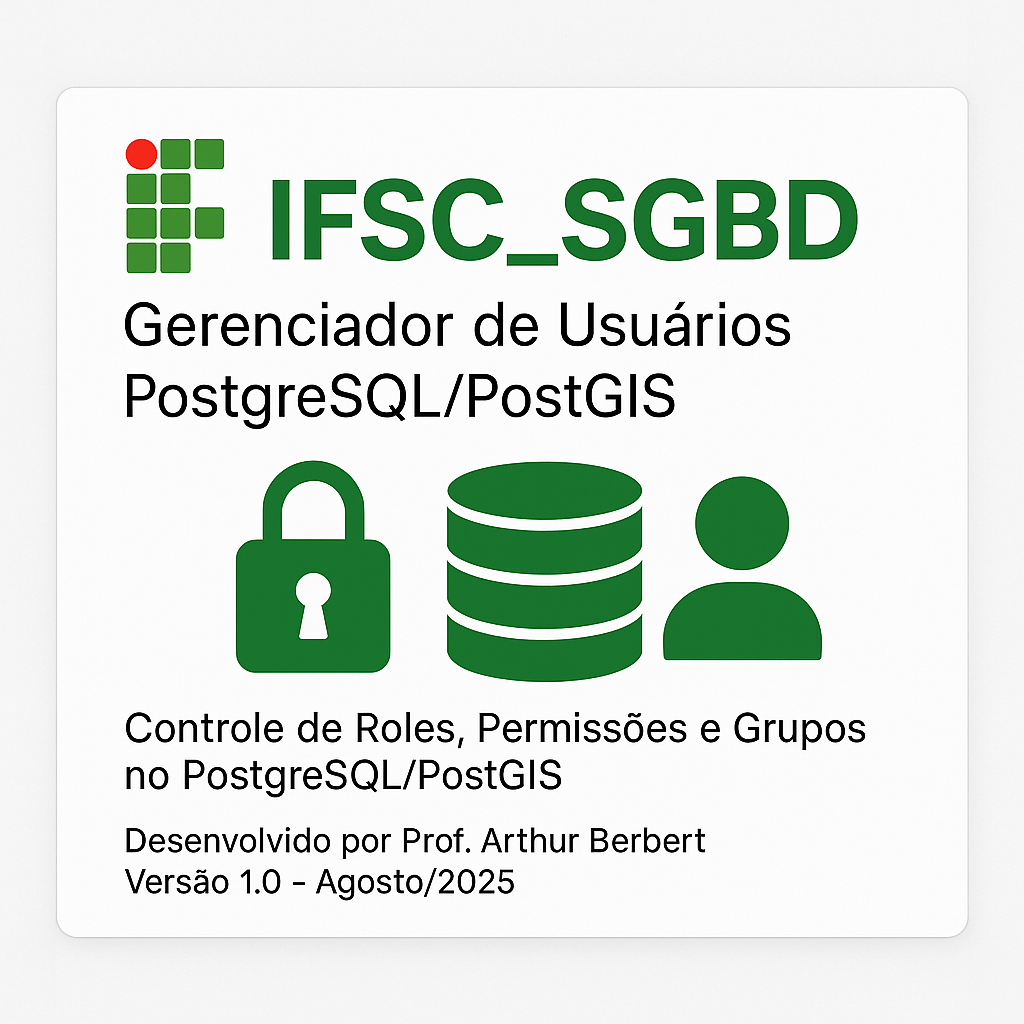 IFSC_SGBD
Gerenciador de Usuários
PostgreSQL/PostGIS
Controle de Roles, Permissões e Grupos
no PostgreSQL/PostGIS
Desenvolvido por Prof. Arthur Berbert
Versão 1.0 – Agosto/2025